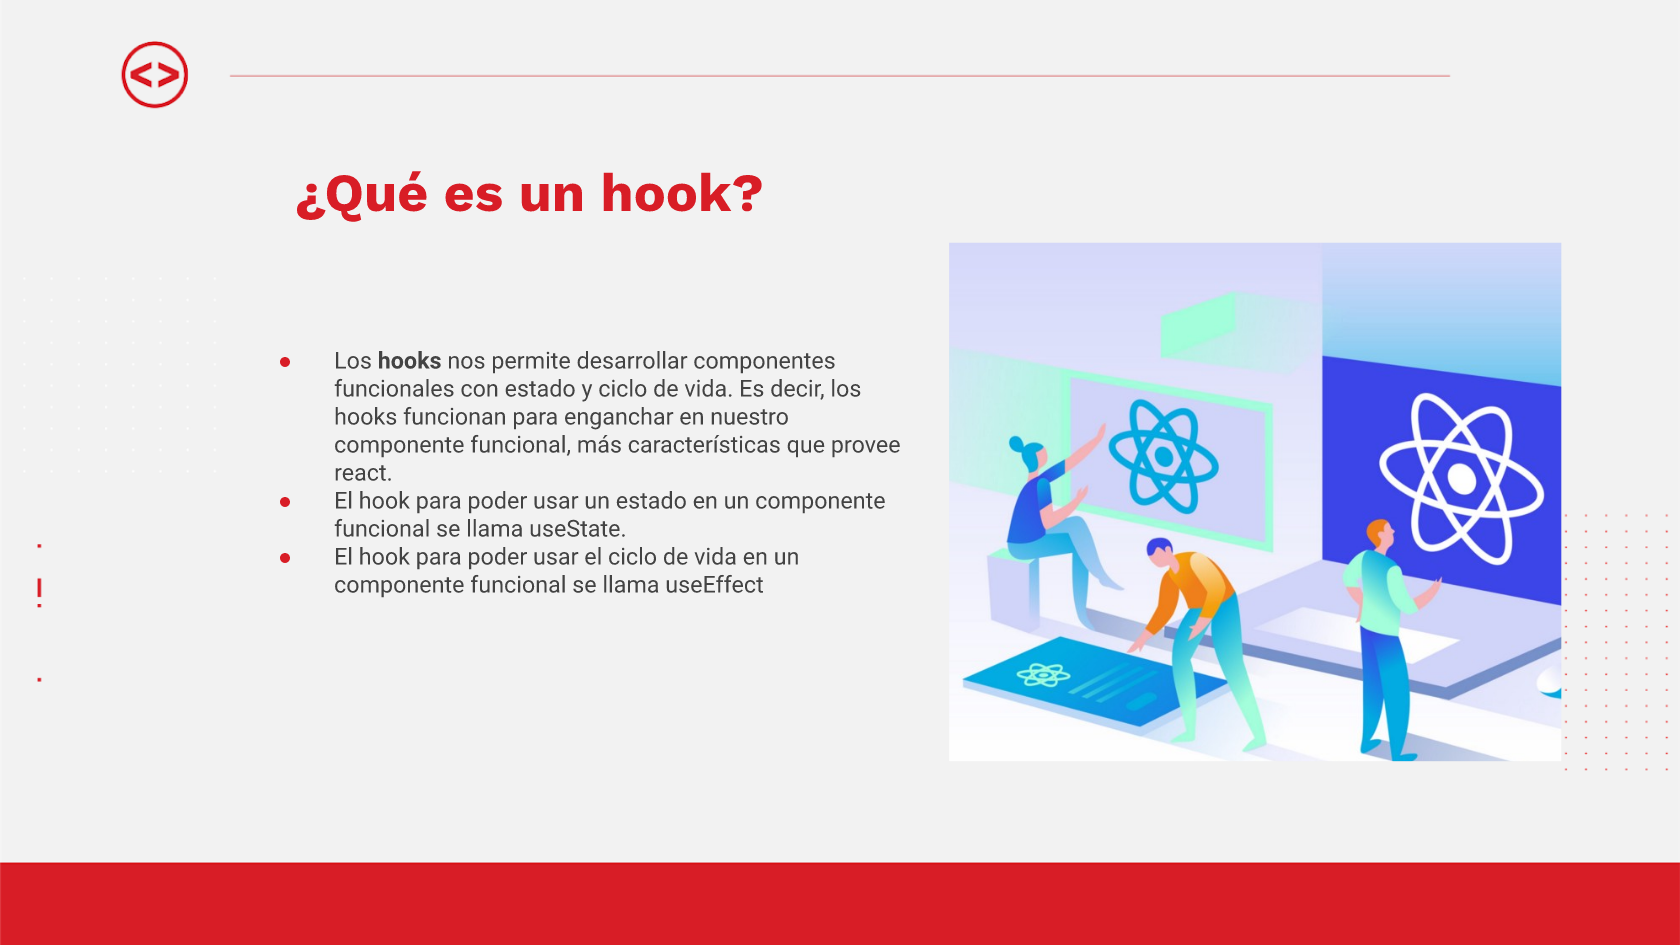 <>
¿Qué es un hook?
● Los hooks nos permite desarrollar componentes
funcionales con estado y ciclo de vida. Es decir, los
hooks funcionan para enganchar en nuestro
componente funcional, más características que provee
react.
● El hook para poder usar un estado en un componente
funcional se llama useState.
● El hook para poder usar el ciclo de vida en un
componente funcional se llama useEffect